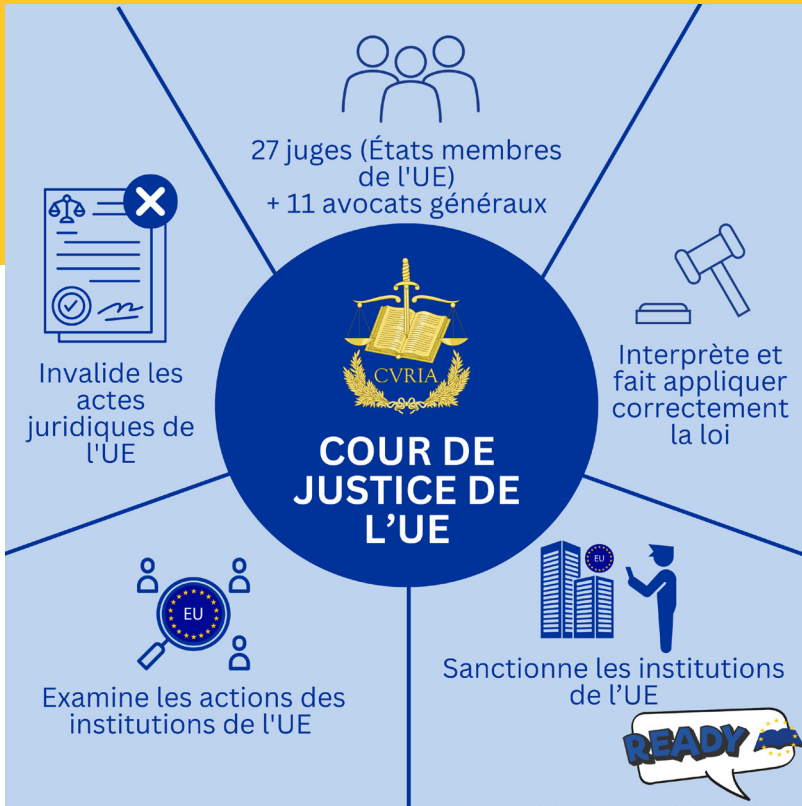 27 juges (États membres
de l'UE)
+ 11 avocats généraux
Invalide les
actes
juridiques de
l'UE
Interprète et
fait appliquer
correctement
la loi
CVRIA
COUR DE
JUSTICE DE
L’UE
EU
Examine les actions des
institutions de l'UE
EU
Sanctionne les institutions
de l’UE
READY